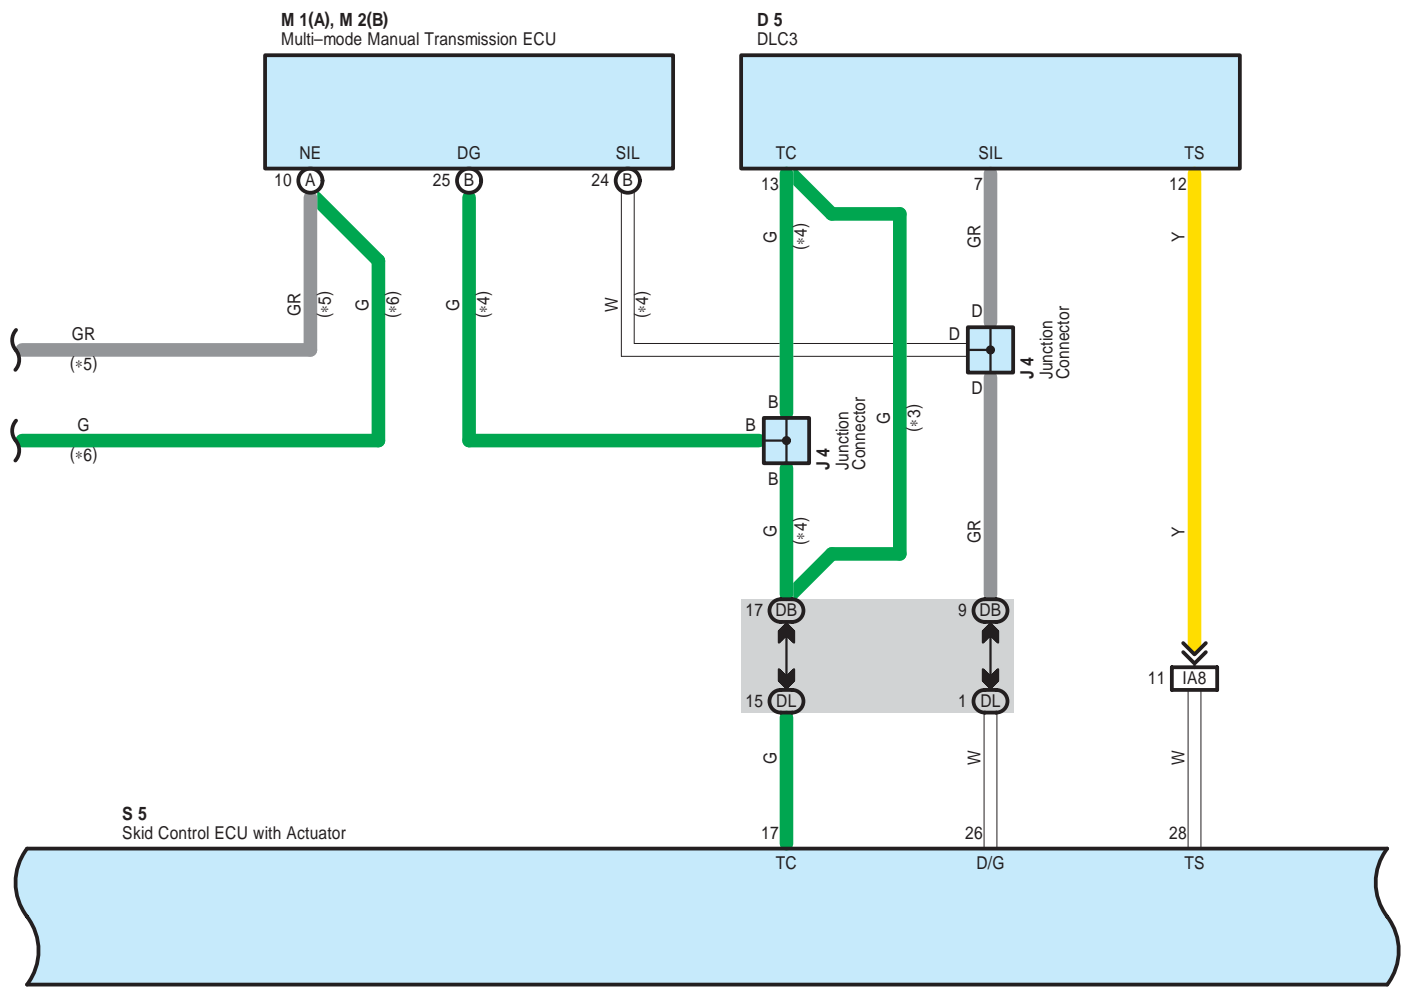 M 1(A), M 2(B)
Multi–mode Manual Transmission ECU
D 5
DLC3
NE
DG
SIL
TC
SIL
TS
10
A
25
B
24
B
13
7
12
GR
(∗5)
G
(∗6)
G
(∗4)
W
(∗4)
G
(∗4)
GR
Y
GR
(∗5)
D
D
D
J 4
Junction
Connector
G
(∗6)
B
B
B
J 4
Junction
Connector
G
(∗3)
G
(∗4)
GR
Y
17
DB
9
DB
15
DL
1
DL
11
IA8
G
W
W
S 5
Skid Control ECU with Actuator
17
26
28
TC
D/G
TS